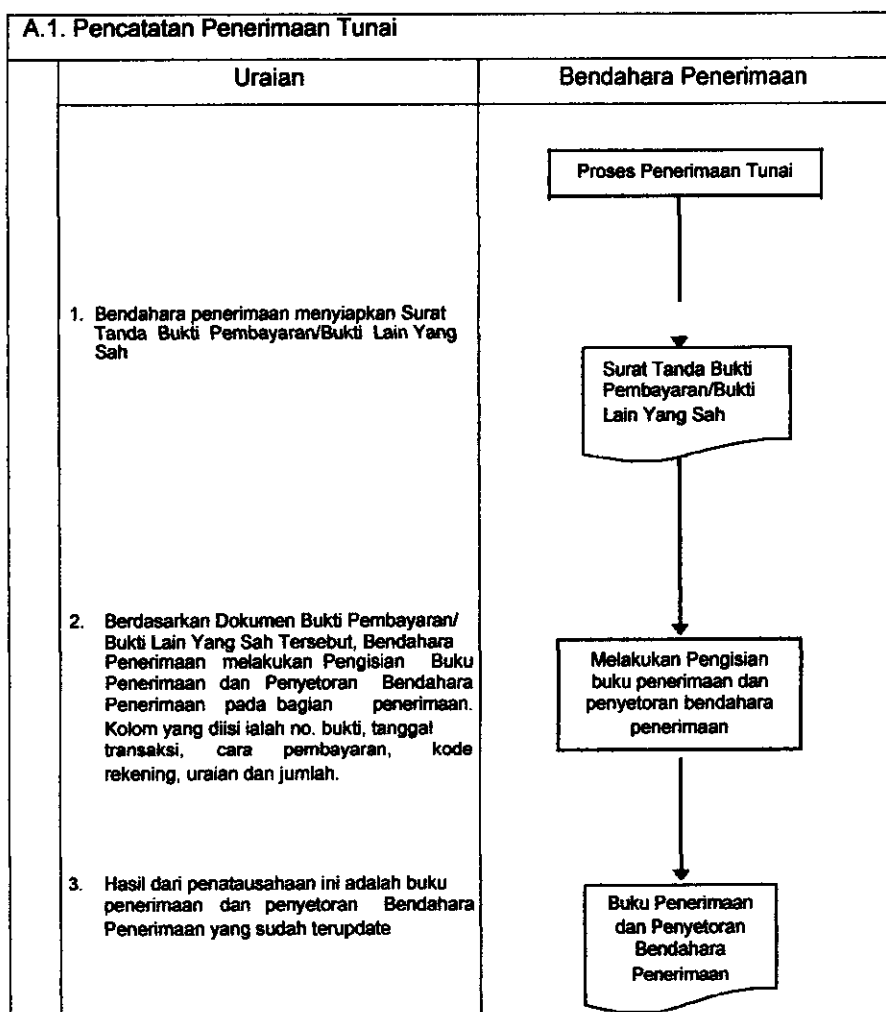 A.1. Pencatatan Penerimaan Tunai
Uraian
Bendahara Penerimaan
Proses Penerimaan Tunai
1. Bendahara penerimaan menyiapkan Surat
Tanda Bukti Pembayaran/Bukti Lain Yang
Sah
Surat Tanda Bukti
Pembayaran/Bukti
Lain Yang Sah
2. Berdasarkan Dokumen Bukti Pembayaran/
Bukti Lain Yang Sah Tersebut, Bendahara
Penerimaan melakukan Pengisian Buku
Penerimaan dan Penyetoran Bendahara
Penerimaan pada bagian penerimaan.
Kolom yang diisi ialah no. bukti, tanggal
transaksi, cara pembayaran, kode
rekening, uraian dan jumlah.
Melakukan Pengisian
buku penerimaan dan
penyetoran bendahara
penerimaan
3. Hasil dari penatausahaan ini adalah buku
penerimaan dan penyetoran Bendahara
Penerimaan yang sudah terupdate
Buku Penerimaan
dan Penyetoran
Bendahara
Penerimaan